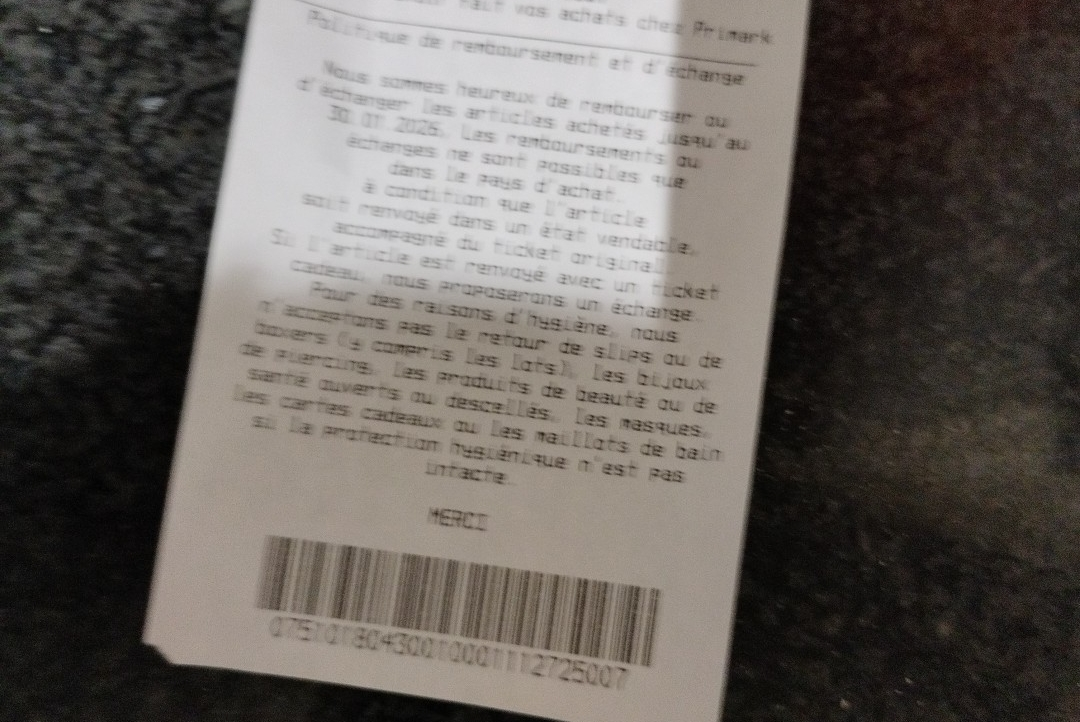 fait vos achats chez Primark
Politique de remboursement et d'échange
Nous sommes heureux de rembourser ou
d'échanger les articles achetés jusqu'au
30.01.2026. Les remboursements ou
échanges ne sont possibles que
dans le pays d'achat.
à condition que l'article
soit renvoyé dans un état vendable,
accompagné du ticket original.
Si l'article est renvoyé avec un ticket
cadeau, nous proposerons un échange.
Pour des raisons d'hygiène, nous
n'acceptons pas le retour de slips ou de
boxers (y compris les lots), les bijoux
de piercing, les produits de beauté ou de
santé ouverts ou descellés, les masques,
les cartes cadeaux ou les maillots de bain
si la protection hygiénique n'est pas
intacte.
MERCI